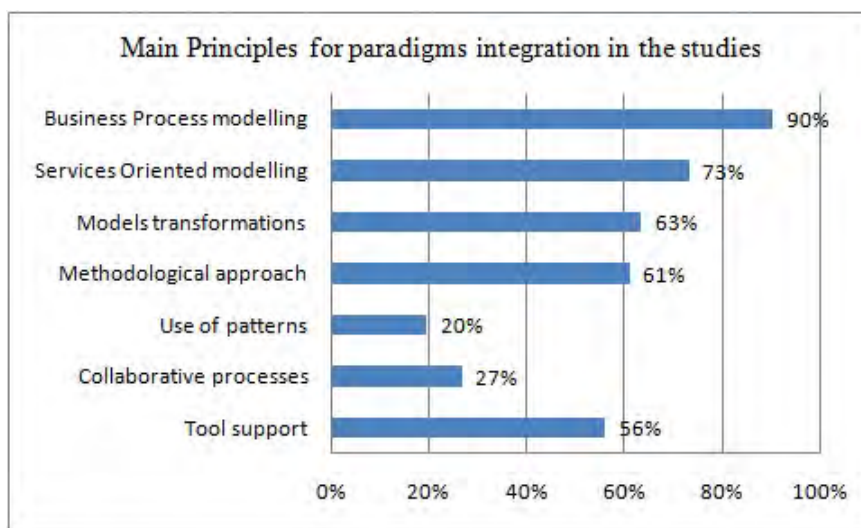 Main Principles for paradigms integration in the studies
Business Process modelling 90%
Services Oriented modelling 73%
Models transformations 63%
Methodological approach 61%
Use of patterns 20%
Collaborative processes 27%
Tool support 56%
0% 20% 40% 60% 80% 100%